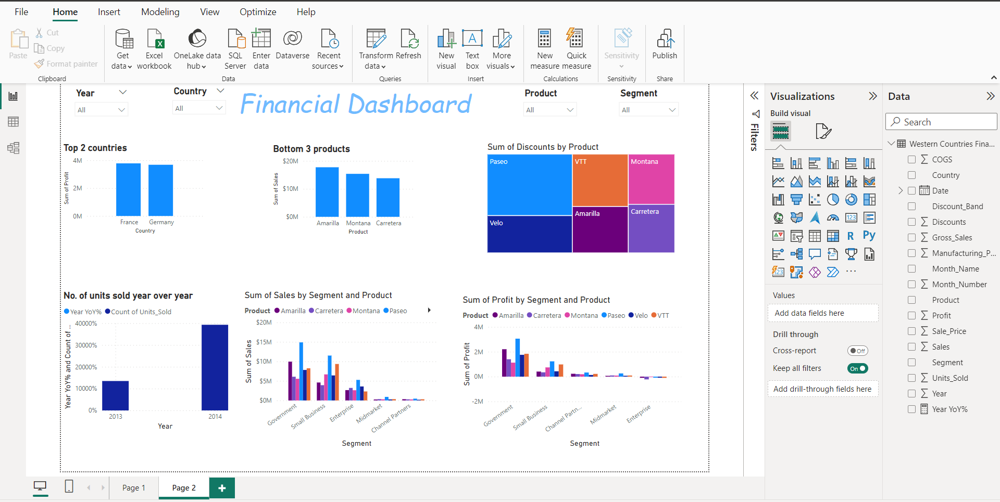 File Home Insert Modeling View Optimize Help
Paste
Cut
Copy
Format painter
Clipboard
Get data
Excel workbook
OneLake data hub
SQL Server
Enter data
Dataverse
Recent sources
Data
Transform data
Refresh
Queries
New visual
Text box
More visuals
Insert
New measure
Quick measure
Calculations
Sensitivity
Sensitivity
Publish
Share
Year
All
Country
All
Financial Dashboard
Product
All
Segment
All
Top 2 countries
Sum of Profit
4M
2M
0M
France Germany
Country
Bottom 3 products
Sum of Sales
$20M
$10M
$0M
Amarilla Montana Carretera
Product
Sum of Discounts by Product
Paseo
VTT
Montana
Velo
Amarilla
Carretera
No. of units sold year over year
Year YoY% Count of Units_Sold
Year YoY% and Count of ...
40000%
30000%
20000%
10000%
0%
2013 2014
Year
Sum of Sales by Segment and Product
Product Amarilla Carretera Montana Paseo
Sum of Sales
$20M
$15M
$10M
$5M
$0M
Government Small Business Enterprise Midmarket Channel Partners
Segment
Sum of Profit by Segment and Product
Product Amarilla Carretera Montana Paseo Velo VTT
Sum of Profit
4M
2M
0M
-2M
Government Small Business Channel Partn... Midmarket Enterprise
Segment
Filters
Visualizations
Build visual
123
R
Py
123
...
Values
Add data fields here
Drill through
Cross-report Off
Keep all filters On
Add drill-through fields here
Data
Search
Western Countries Fina...
COGS
Country
Date
Discount_Band
Discounts
Gross_Sales
Manufacturing_P...
Month_Name
Month_Number
Product
Profit
Sale_Price
Sales
Segment
Units_Sold
Year
Year YoY%
Page 1
Page 2